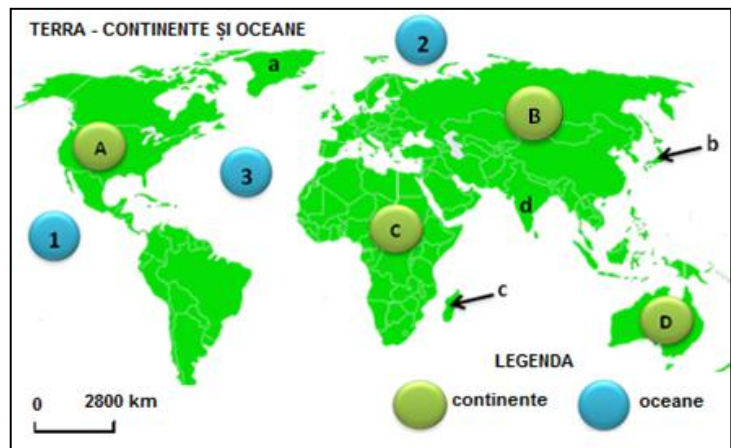 TERRA - CONTINENTE ȘI OCEANE
2
a
B
A
b
3
d
1
C
c
D
LEGENDA
0 2800 km
continente
oceane